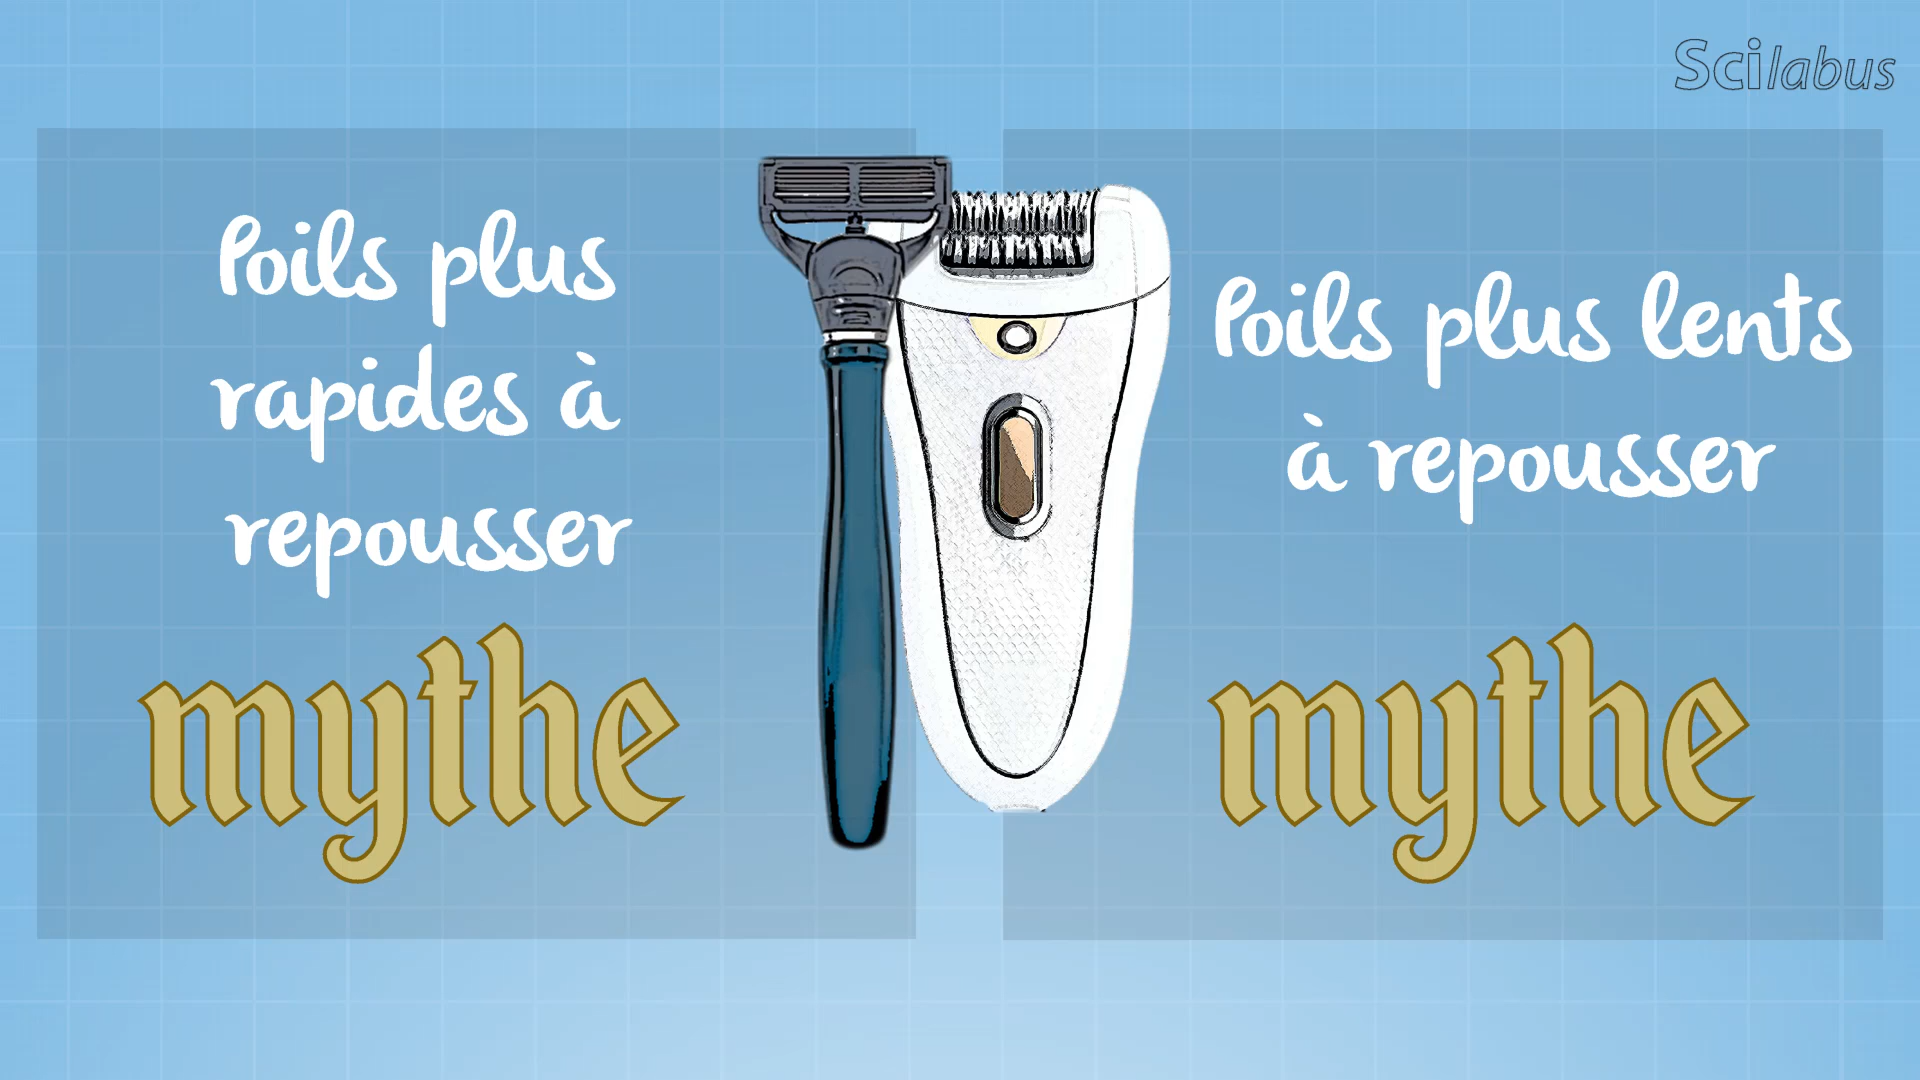 Scilabus
Poils plus
rapides à
repousser
mythe
Poils plus lents
à repousser
mythe